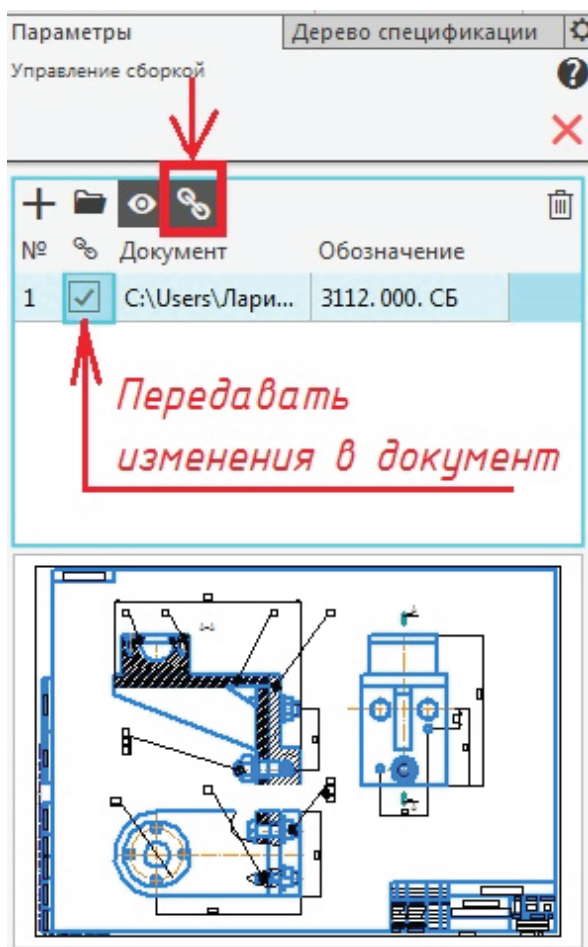 Параметры
Дерево спецификации
Управление сборкой
№ Документ Обозначение
1 C:\Users\Лари... 3112. 000. СБ
Передавать
изменения в документ
А-А